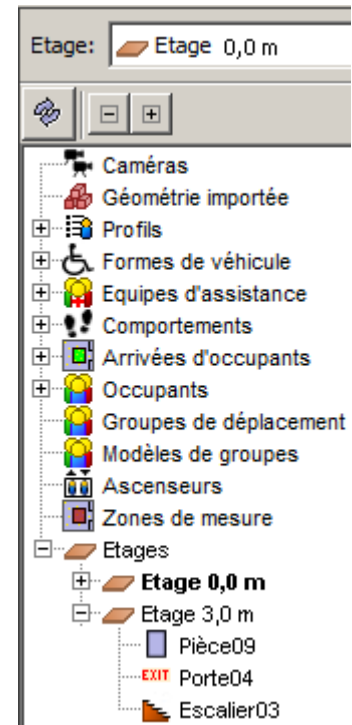 Etage: Etage 0,0 m
Caméras
Géométrie importée
Profils
Formes de véhicule
Equipes d'assistance
Comportements
Arrivées d'occupants
Occupants
Groupes de déplacement
Modèles de groupes
Ascenseurs
Zones de mesure
Etages
Etage 0,0 m
Etage 3,0 m
Pièce09
EXIT Porte04
Escalier03